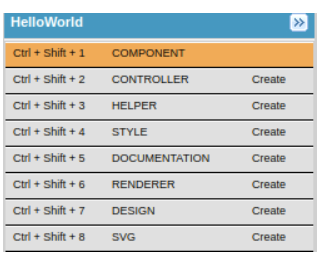 HelloWorld
Ctrl + Shift + 1 COMPONENT
Ctrl + Shift + 2 CONTROLLER Create
Ctrl + Shift + 3 HELPER Create
Ctrl + Shift + 4 STYLE Create
Ctrl + Shift + 5 DOCUMENTATION Create
Ctrl + Shift + 6 RENDERER Create
Ctrl + Shift + 7 DESIGN Create
Ctrl + Shift + 8 SVG Create